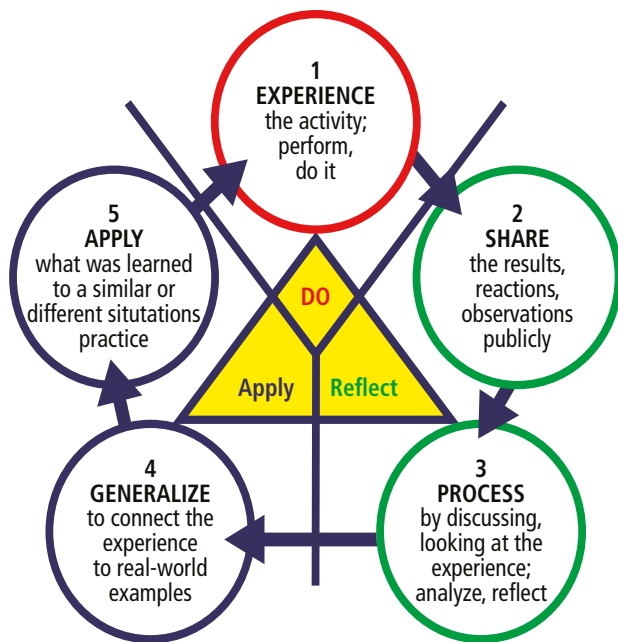 1
EXPERIENCE
the activity;
perform,
do it
2
SHARE
the results,
reactions,
observations
publicly
3
PROCESS
by discussing,
looking at the
experience;
analyze, reflect
4
GENERALIZE
to connect the
experience
to real-world
examples
5
APPLY
what was learned
to a similar or
different situtations
practice
DO
Apply
Reflect